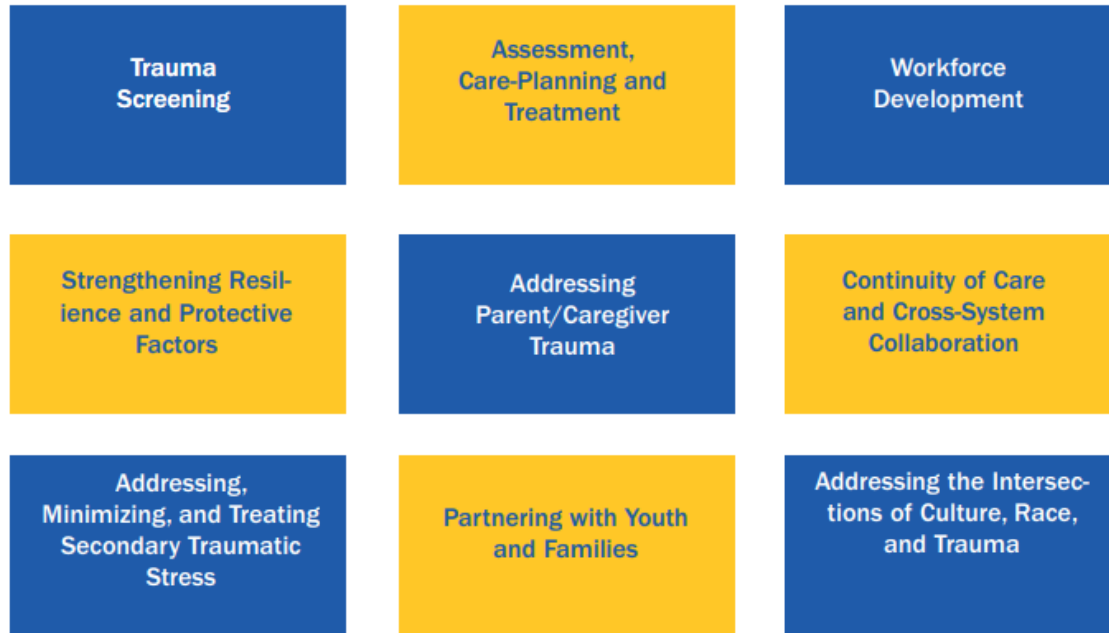 Trauma
Screening
Assessment,
Care-Planning and
Treatment
Workforce
Development
Strengthening Resil-
ience and Protective
Factors
Addressing
Parent/Caregiver
Trauma
Continuity of Care
and Cross-System
Collaboration
Addressing,
Minimizing, and Treating
Secondary Traumatic
Stress
Partnering with Youth
and Families
Addressing the Intersec-
tions of Culture, Race,
and Trauma